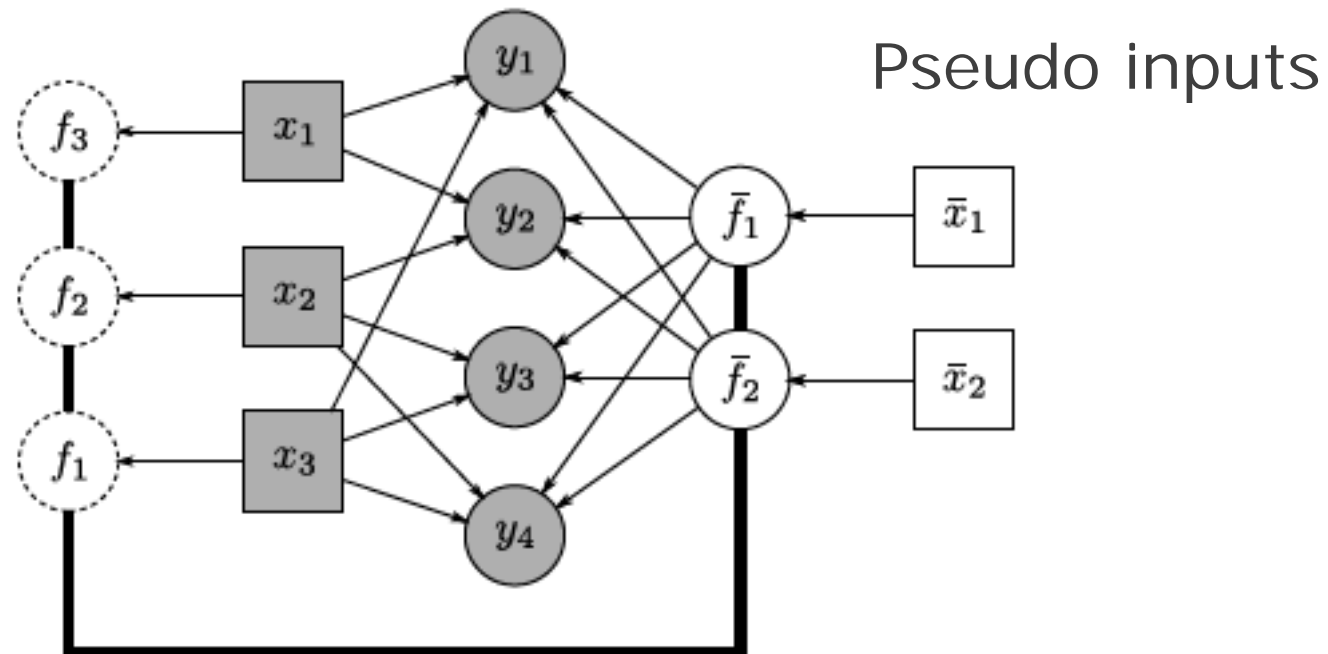 Pseudo inputs
y₁
x₁
f₃
y₂
f̄₁
x̄₁
x₂
f₂
y₃
f̄₂
x̄₂
x₃
f₁
y₄